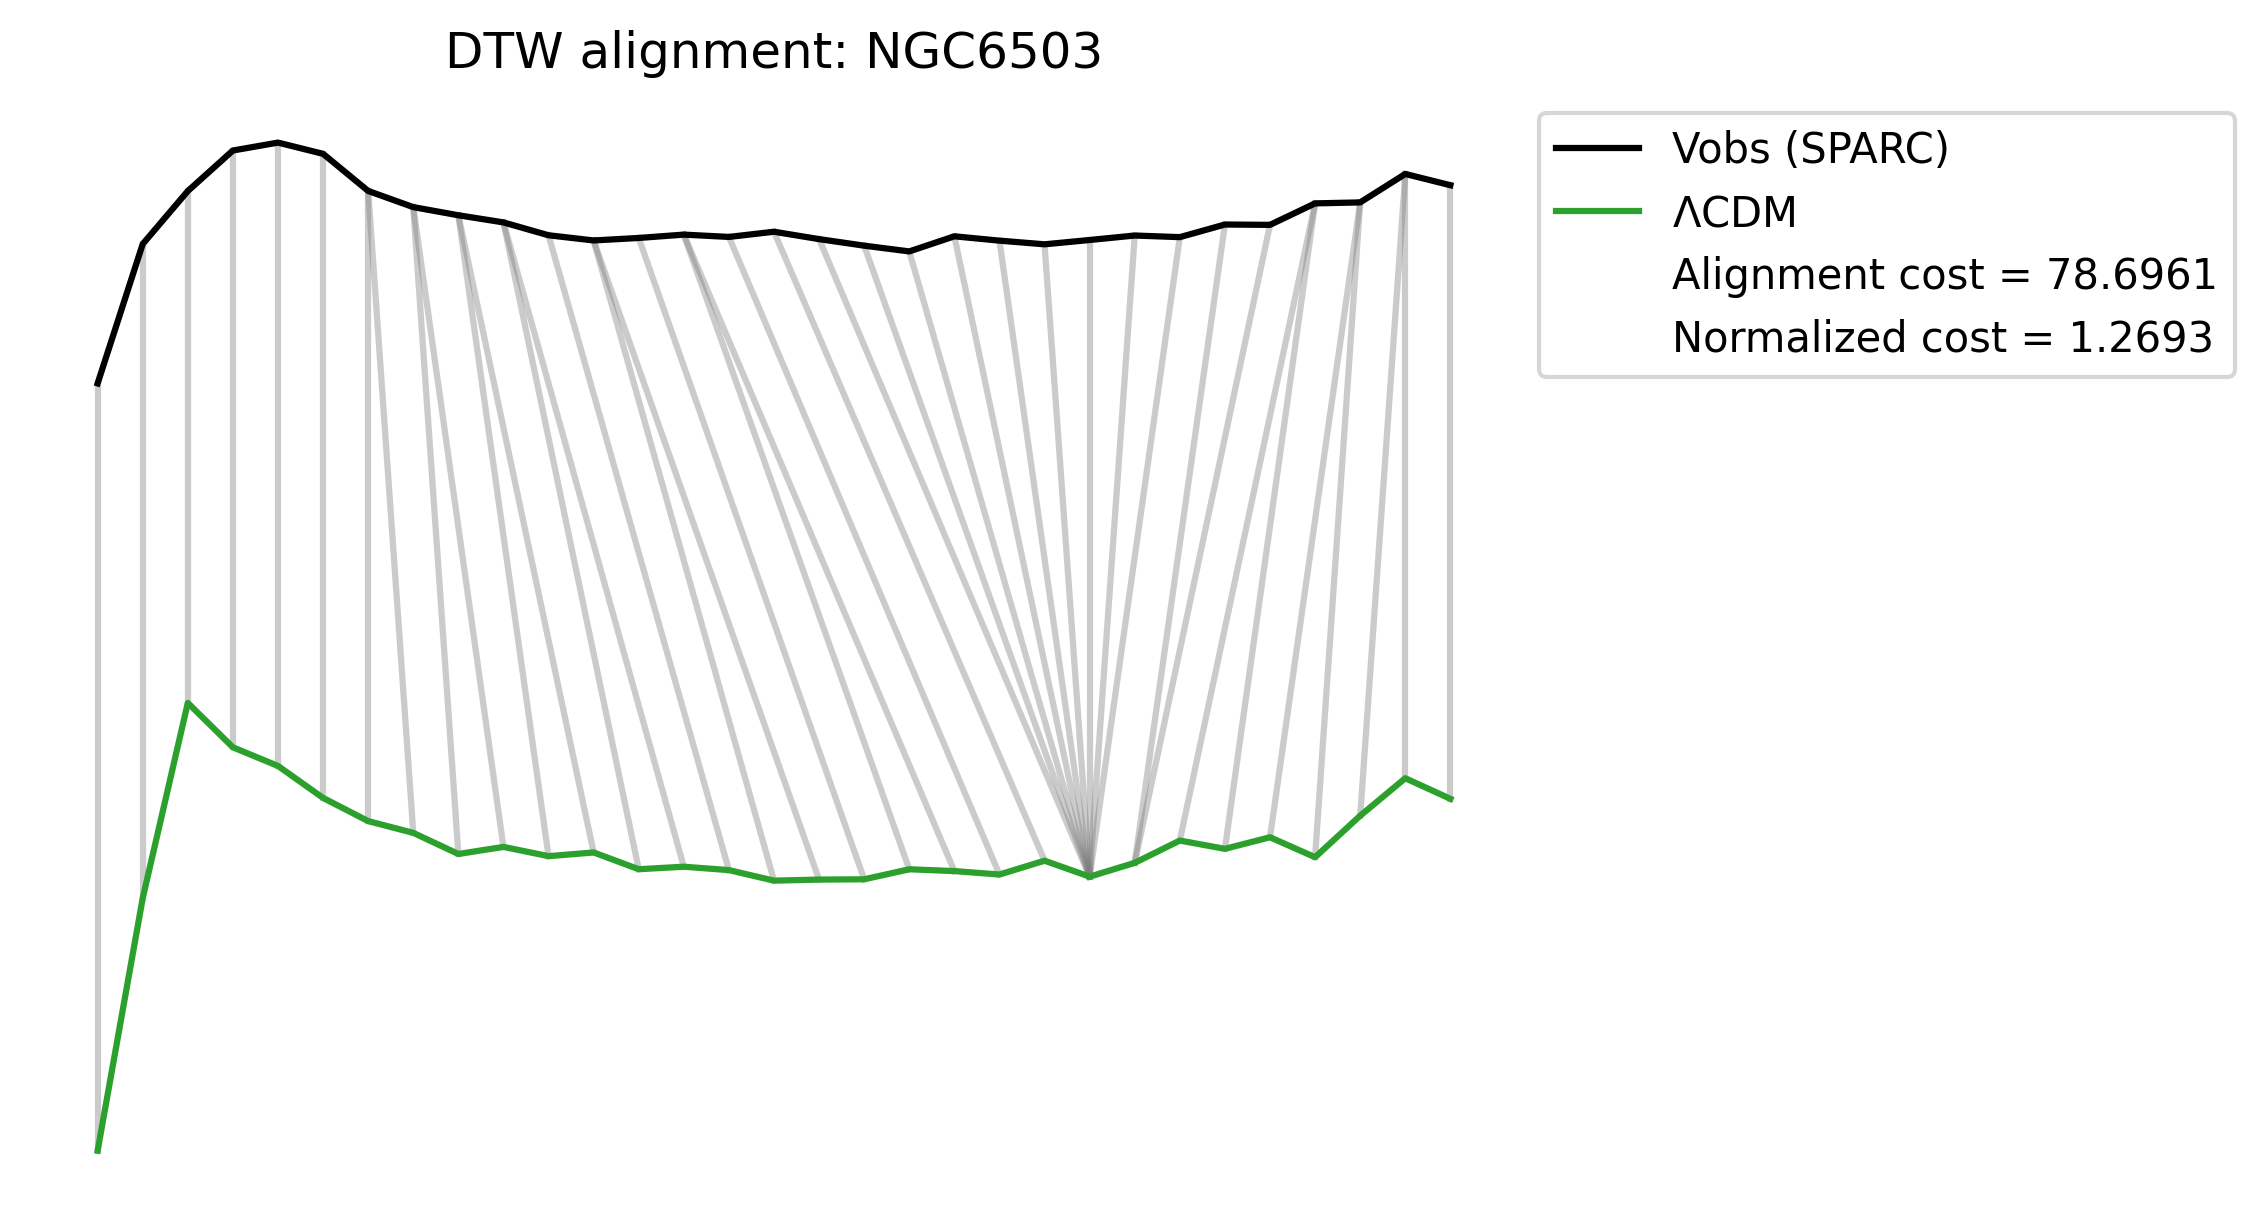 DTW alignment: NGC6503
Vobs (SPARC)
ΛCDM
Alignment cost = 78.6961
Normalized cost = 1.2693